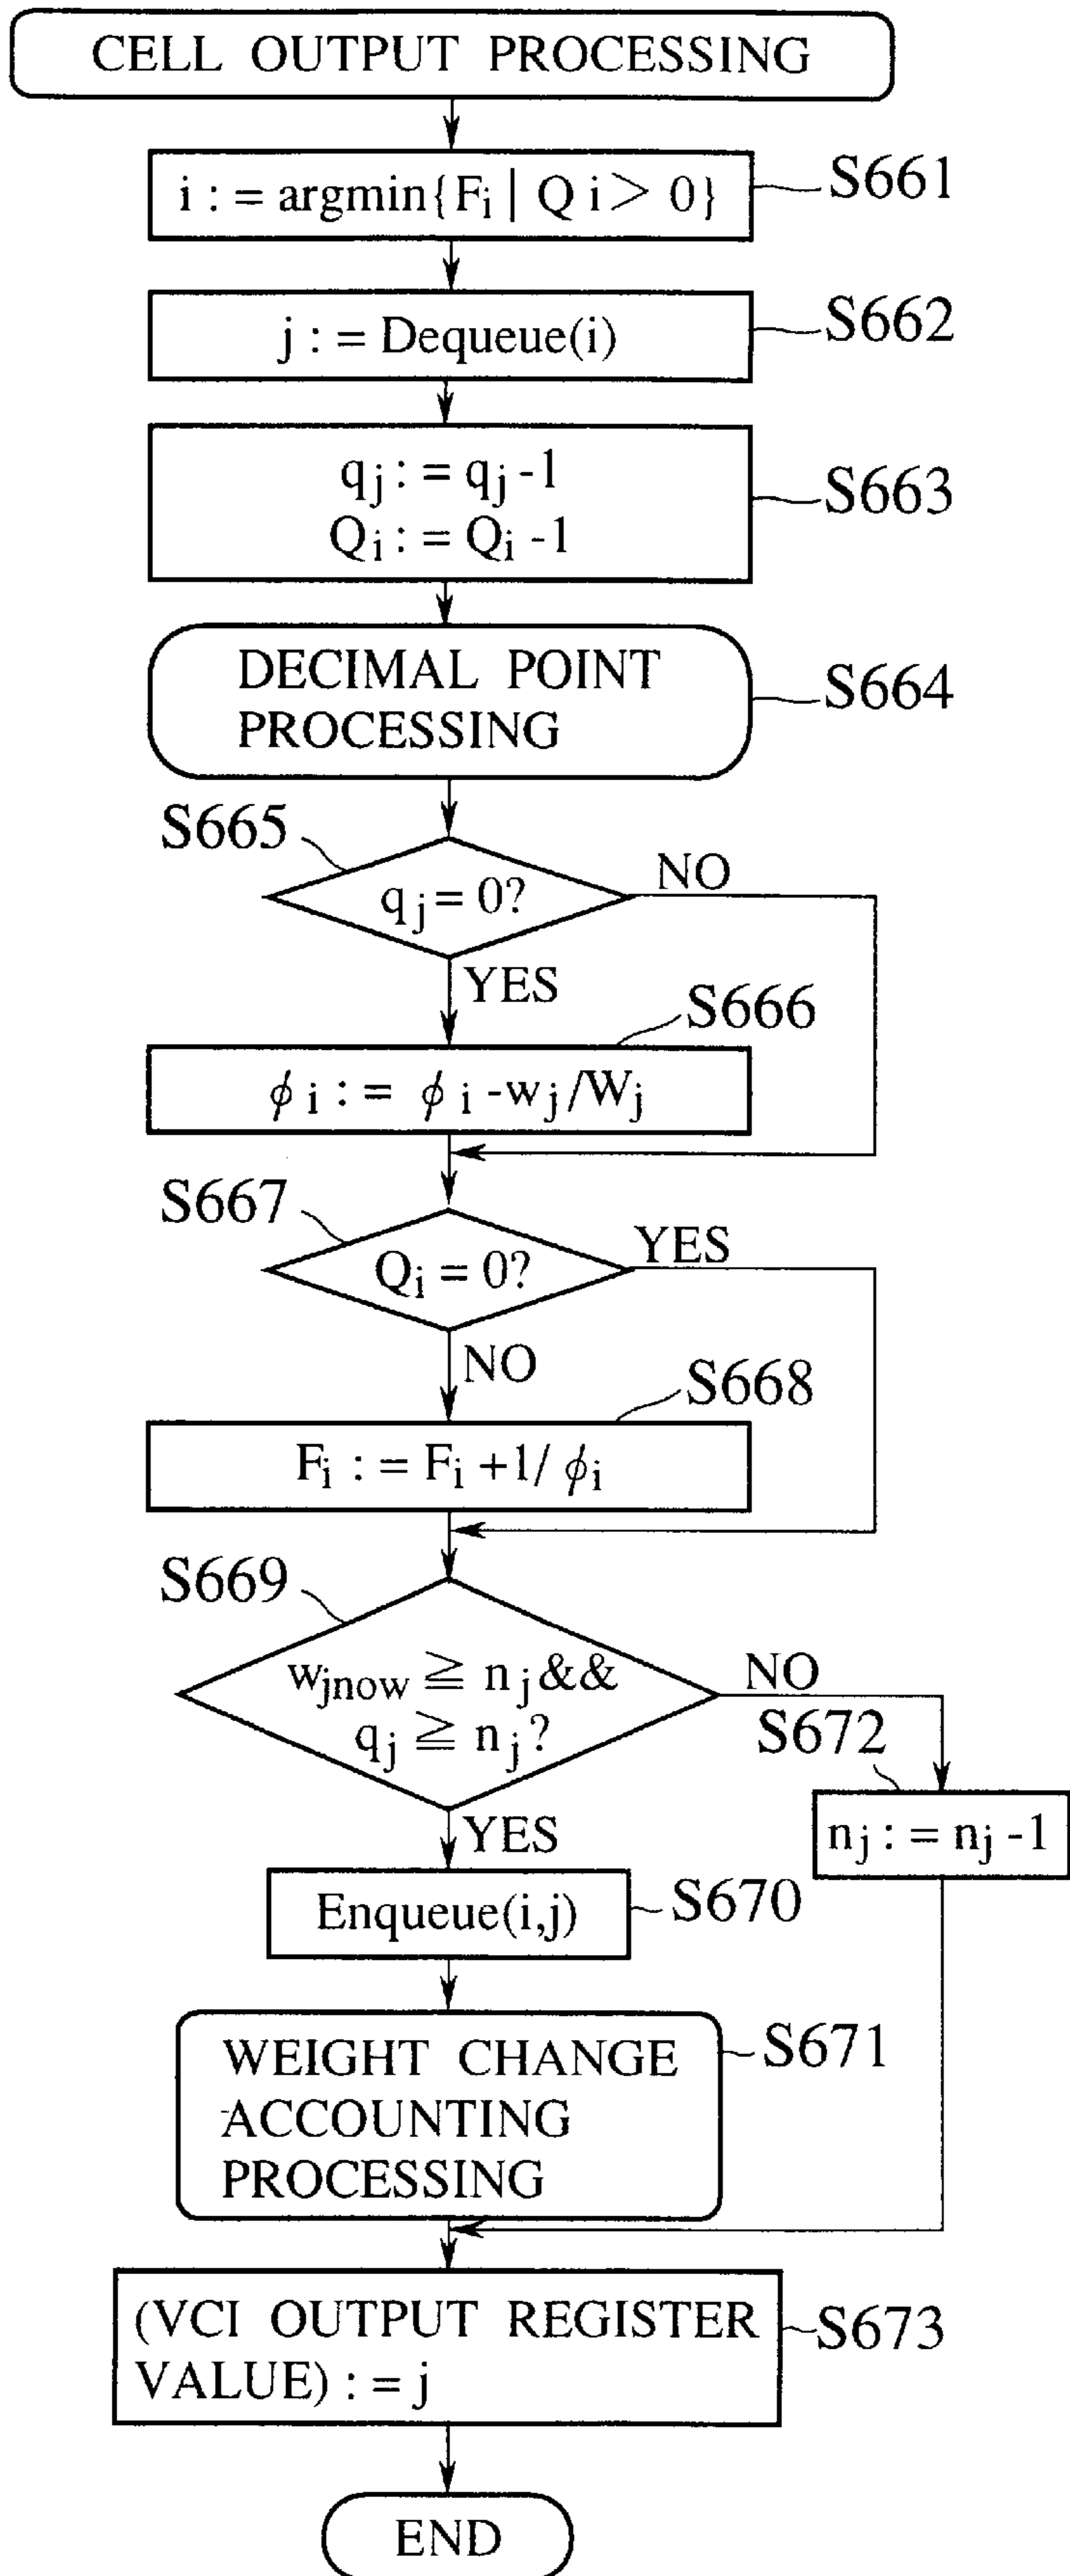 CELL OUTPUT PROCESSING
i : = argmin{Fi | Q i > 0}
S661
j : = Dequeue(i)
S662
qj : = qj -1
Qi : = Qi -1
S663
DECIMAL POINT
PROCESSING
S664
S665
qj = 0?
NO
YES
S666
ϕi : = ϕi -wj /Wj
S667
Qi = 0?
YES
NO
S668
Fi : = Fi +1/ ϕi
S669
wjnow ≧ nj &&
qj ≧ nj ?
NO
S672
nj : = nj -1
YES
Enqueue(i,j)
S670
WEIGHT CHANGE
ACCOUNTING
PROCESSING
S671
(VCI OUTPUT REGISTER
VALUE) : = j
S673
END